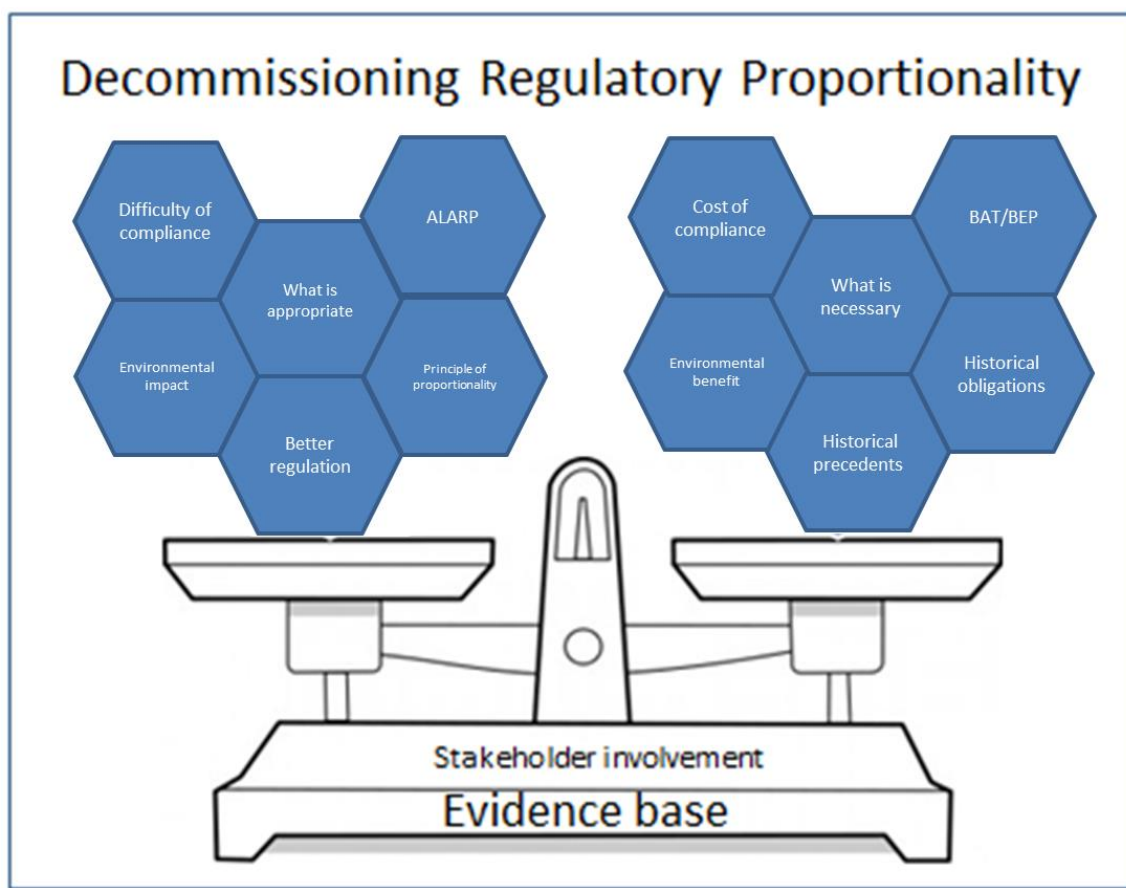 Decommissioning Regulatory Proportionality
Difficulty of
compliance
ALARP
What is
appropriate
Environmental
impact
Principle of
proportionality
Better
regulation
Cost of
compliance
BAT/BEP
What is
necessary
Environmental
benefit
Historical
obligations
Historical
precedents
Stakeholder involvement
Evidence base